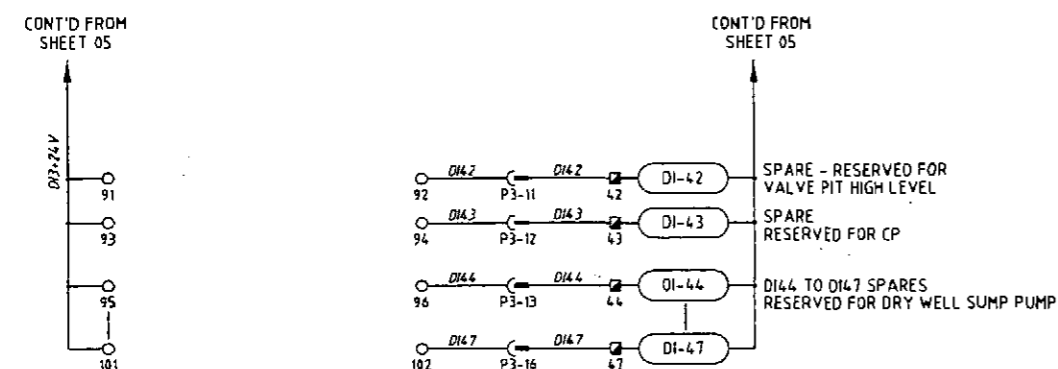 CONT'D FROM
SHEET 05
CONT'D FROM
SHEET 05
DI3+24V
91
92
DI42
P3-11
DI42
42
DI-42
SPARE - RESERVED FOR
VALVE PIT HIGH LEVEL
93
94
DI43
P3-12
DI43
43
DI-43
SPARE
RESERVED FOR CP
95
96
DI44
P3-13
DI44
44
DI-44
DI44 TO DI47 SPARES
RESERVED FOR DRY WELL SUMP PUMP
101
102
DI47
P3-16
DI47
47
DI-47